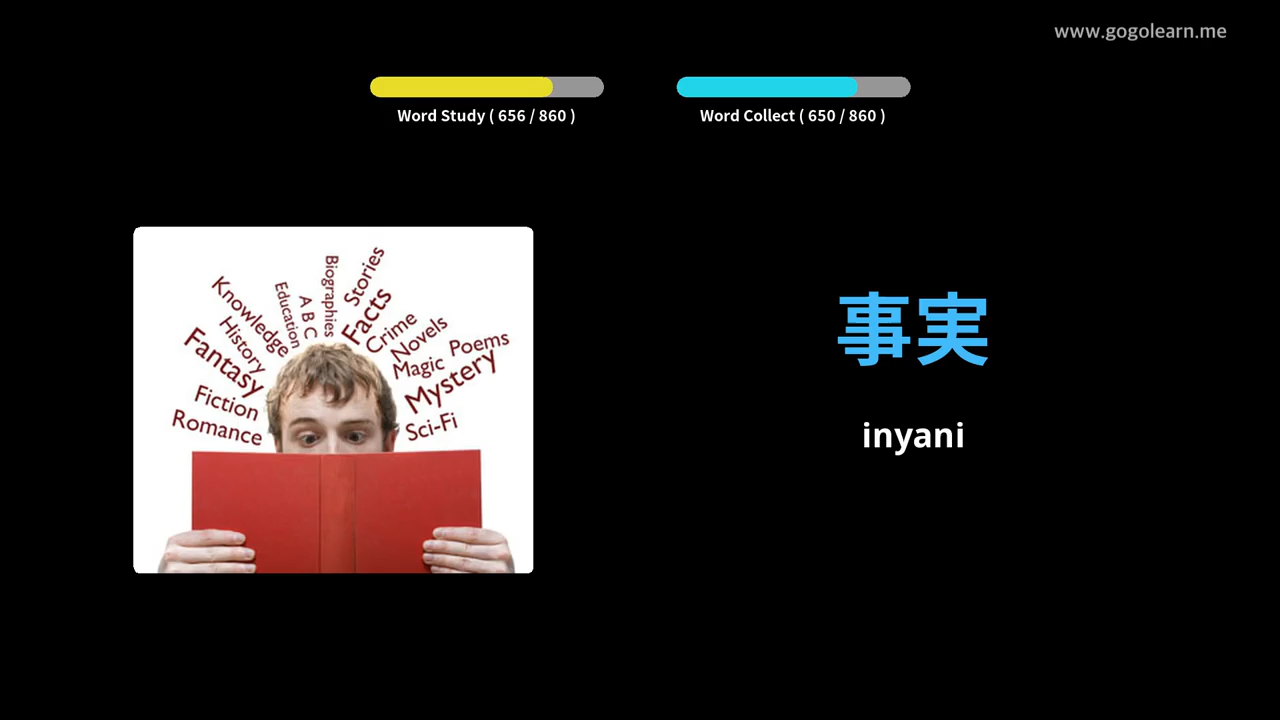 www.gogolearn.me
Word Study ( 656 / 860 )
Word Collect ( 650 / 860 )
Romance
Fiction
Fantasy
History
Knowledge
Education
A B C
Biographies
Stories
Facts
Crime
Novels
Magic
Poems
Mystery
Sci-Fi
事実
inyani